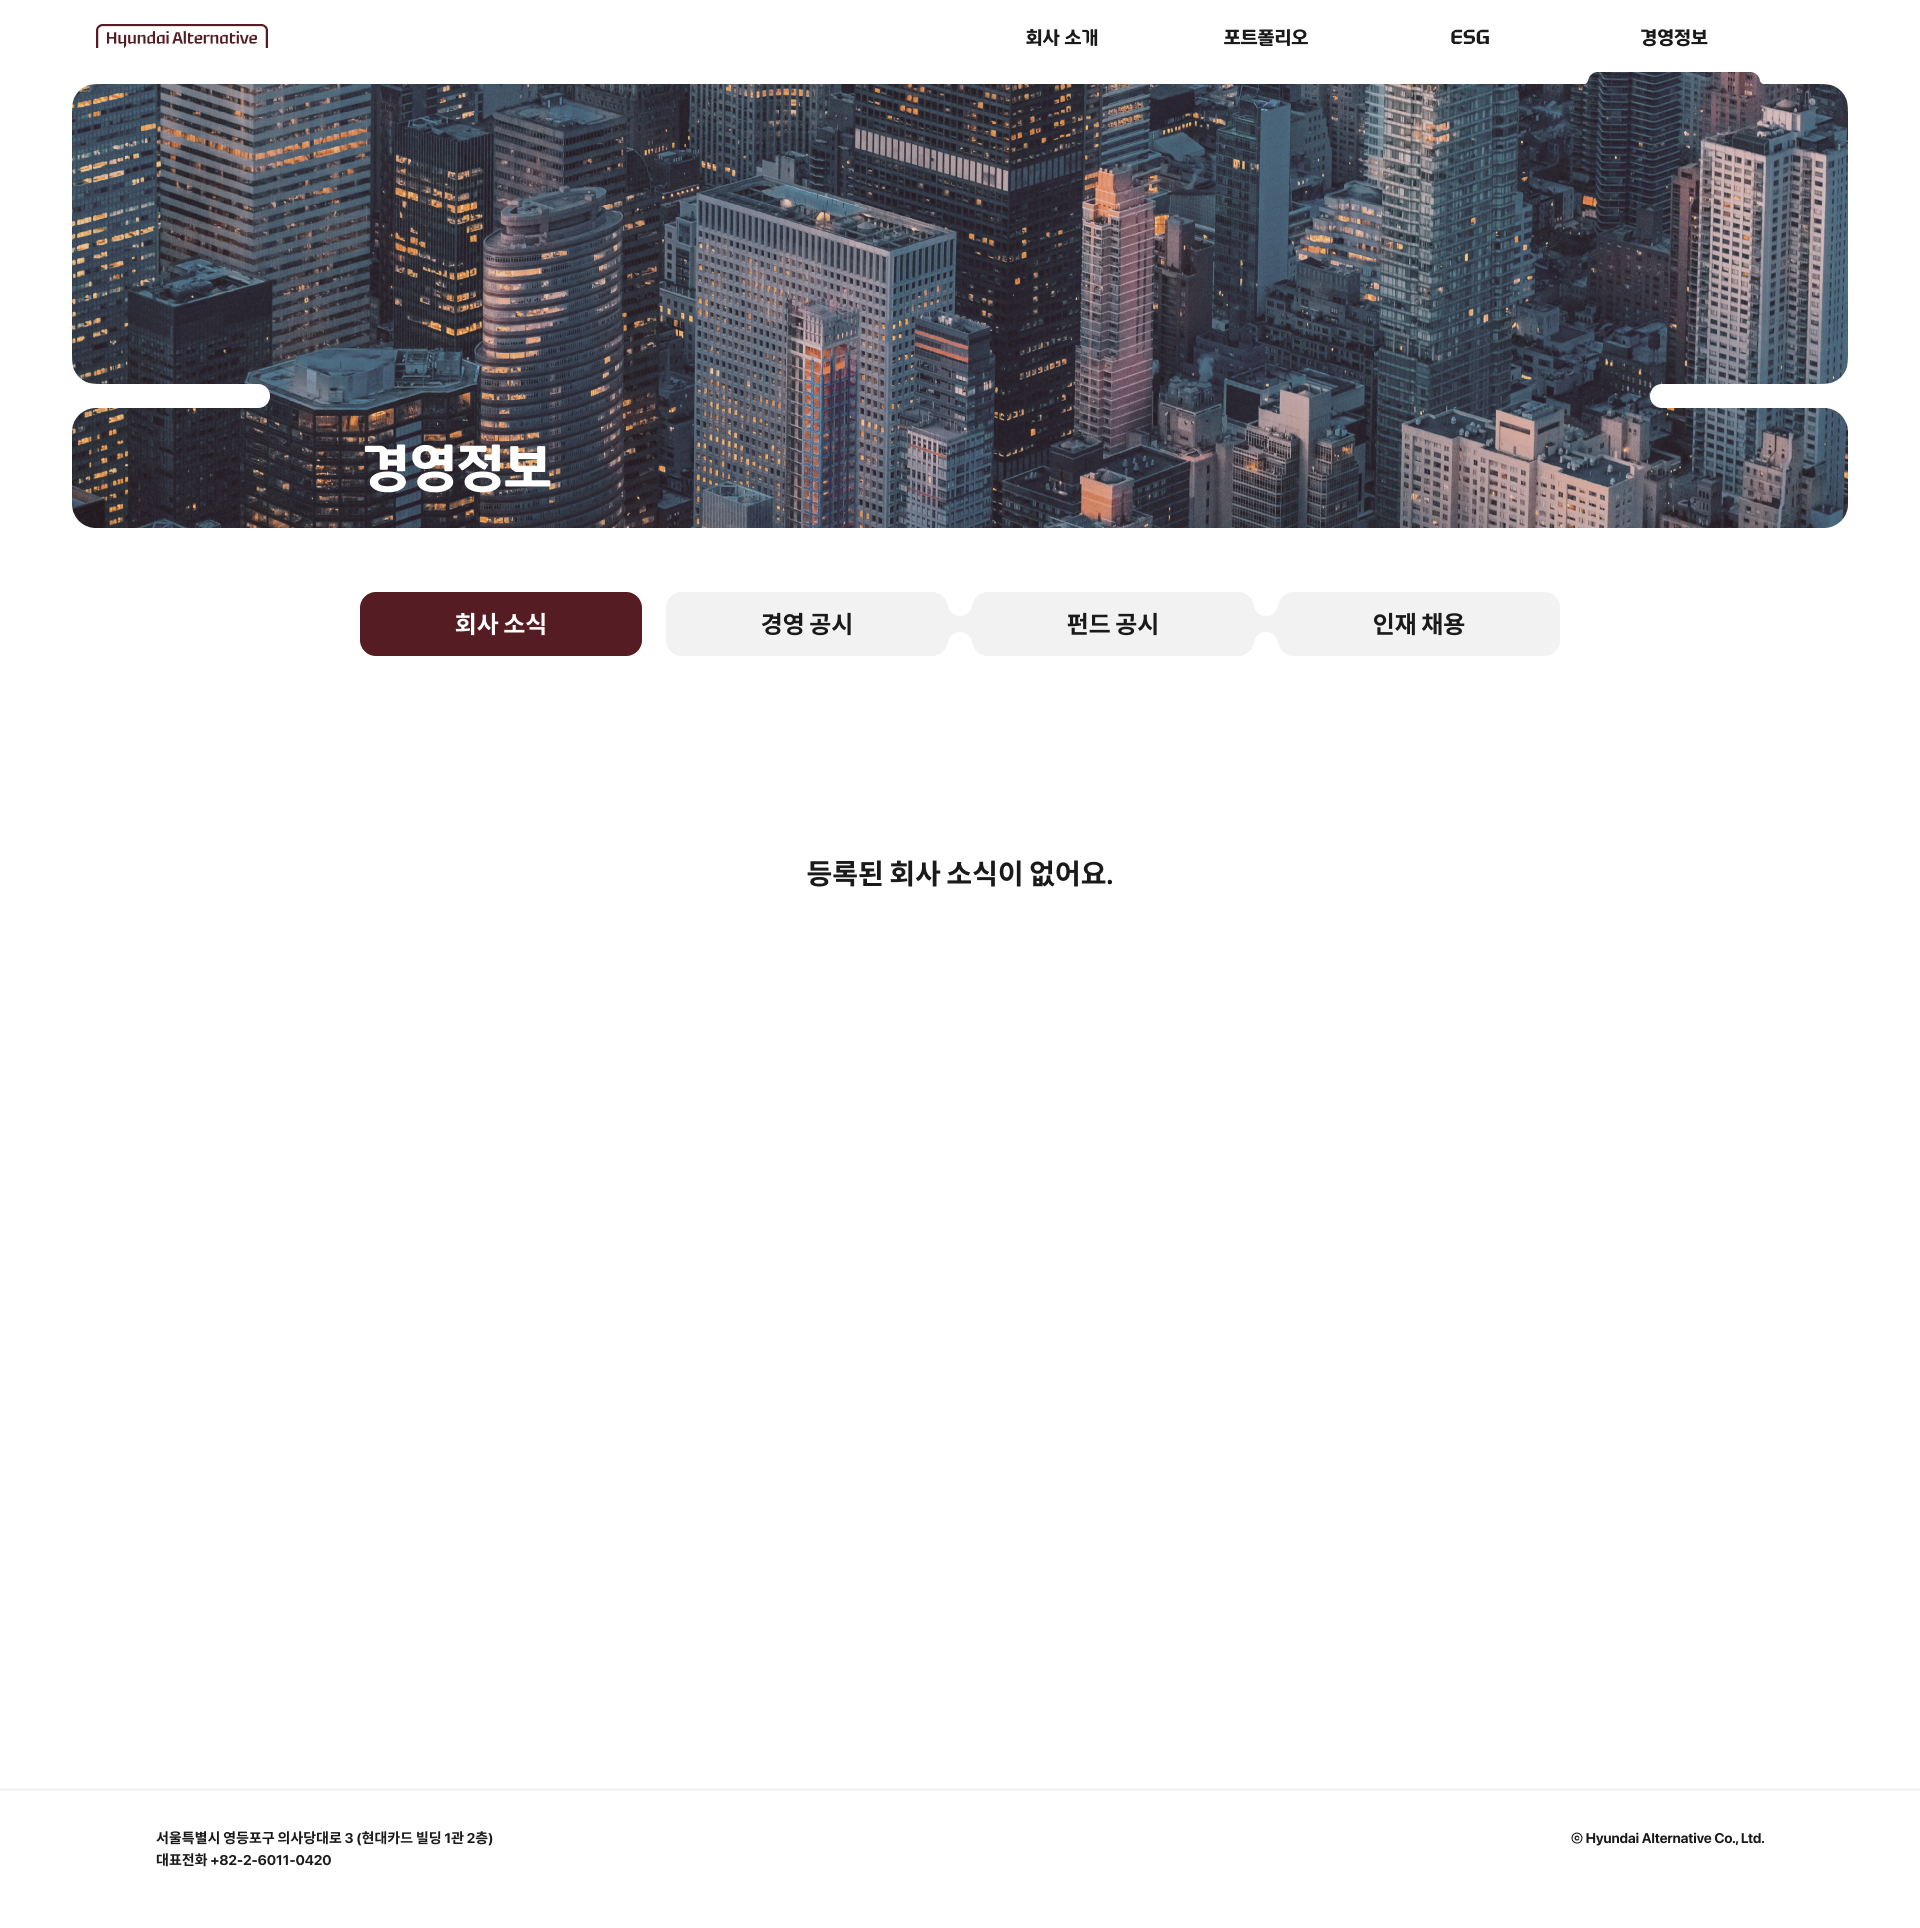 Hyundai Alternative
회사 소개
포트폴리오
ESG
경영정보
경영정보
회사 소식
경영 공시
펀드 공시
인재 채용
등록된 회사 소식이 없어요.
서울특별시 영등포구 의사당대로 3 (현대카드 빌딩 1관 2층)
대표전화 +82-2-6011-0420
ⓒ Hyundai Alternative Co., Ltd.